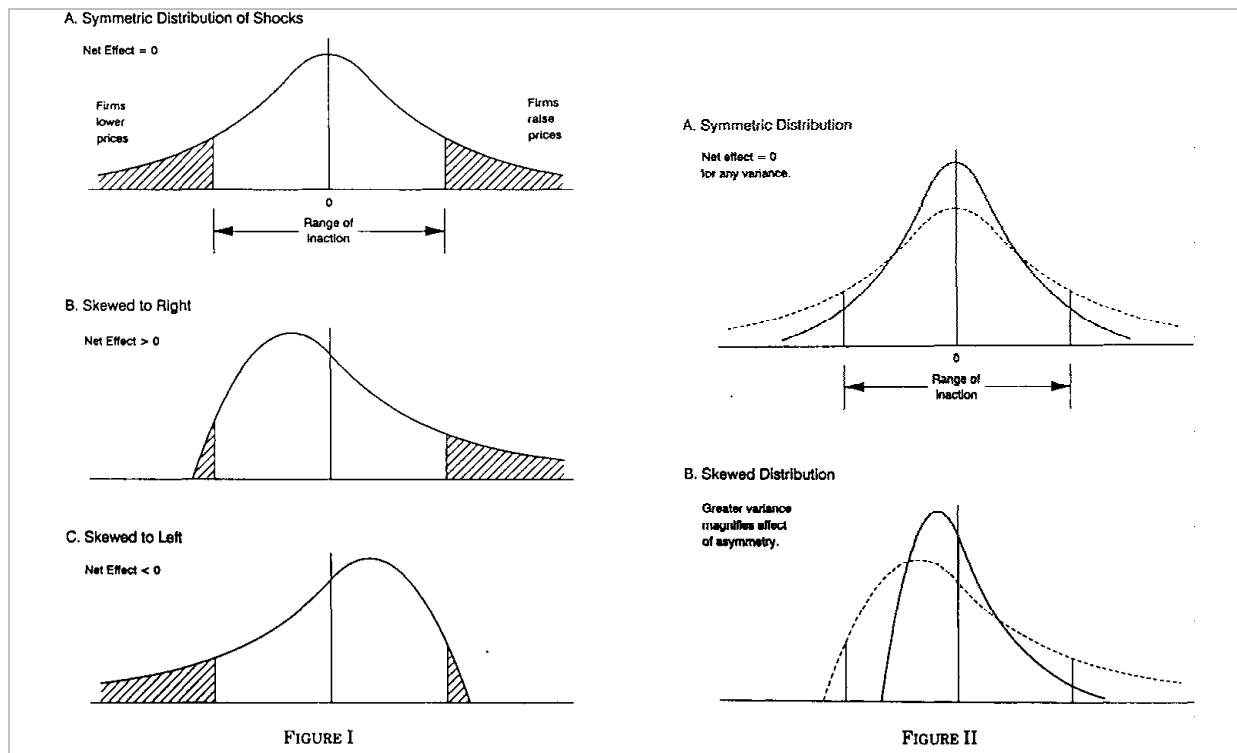 A. Symmetric Distribution of Shocks
Net Effect = 0
Firms
lower
prices
Firms
raise
prices
0
Range of
Inaction
B. Skewed to Right
Net Effect > 0
C. Skewed to Left
Net Effect < 0
FIGURE I
A. Symmetric Distribution
Net effect = 0
for any variance.
0
Range of
Inaction
B. Skewed Distribution
Greater variance
magnifies effect
of asymmetry.
FIGURE II